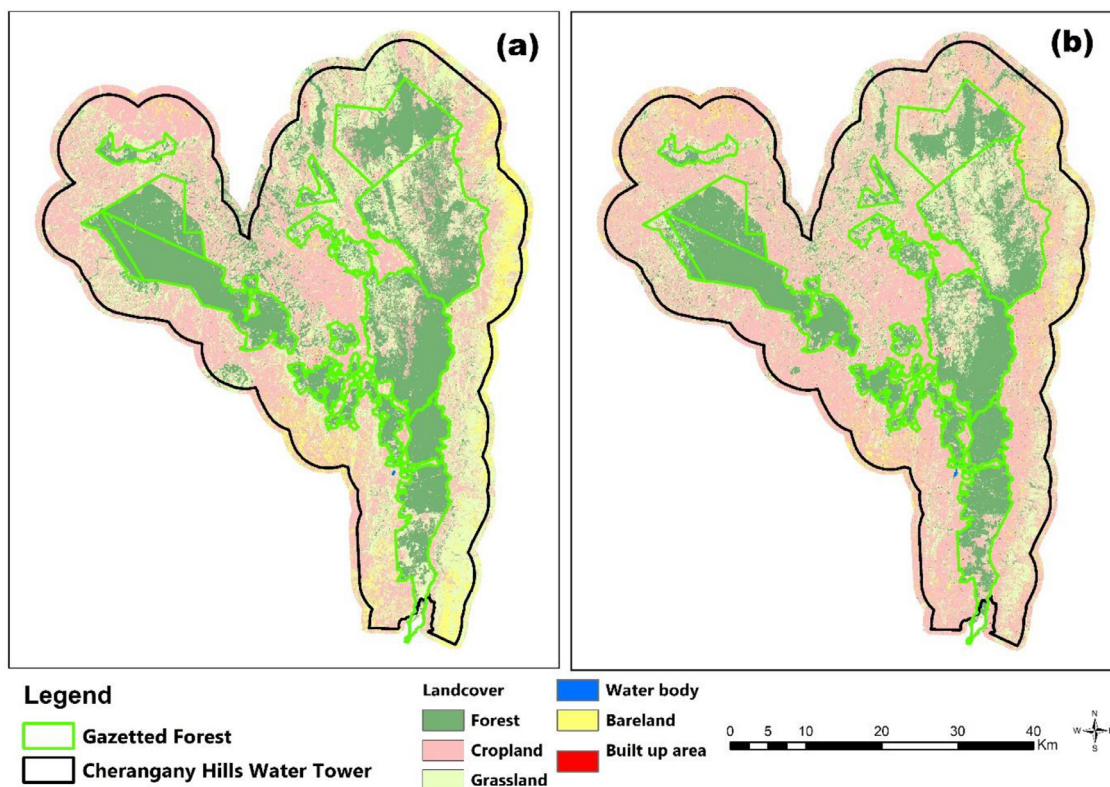 (a)
(b)
Legend
Gazetted Forest
Cherangany Hills Water Tower
Landcover
Forest
Cropland
Grassland
Water body
Bareland
Built up area
0 5 10 20 30 40
Km
N
W
S